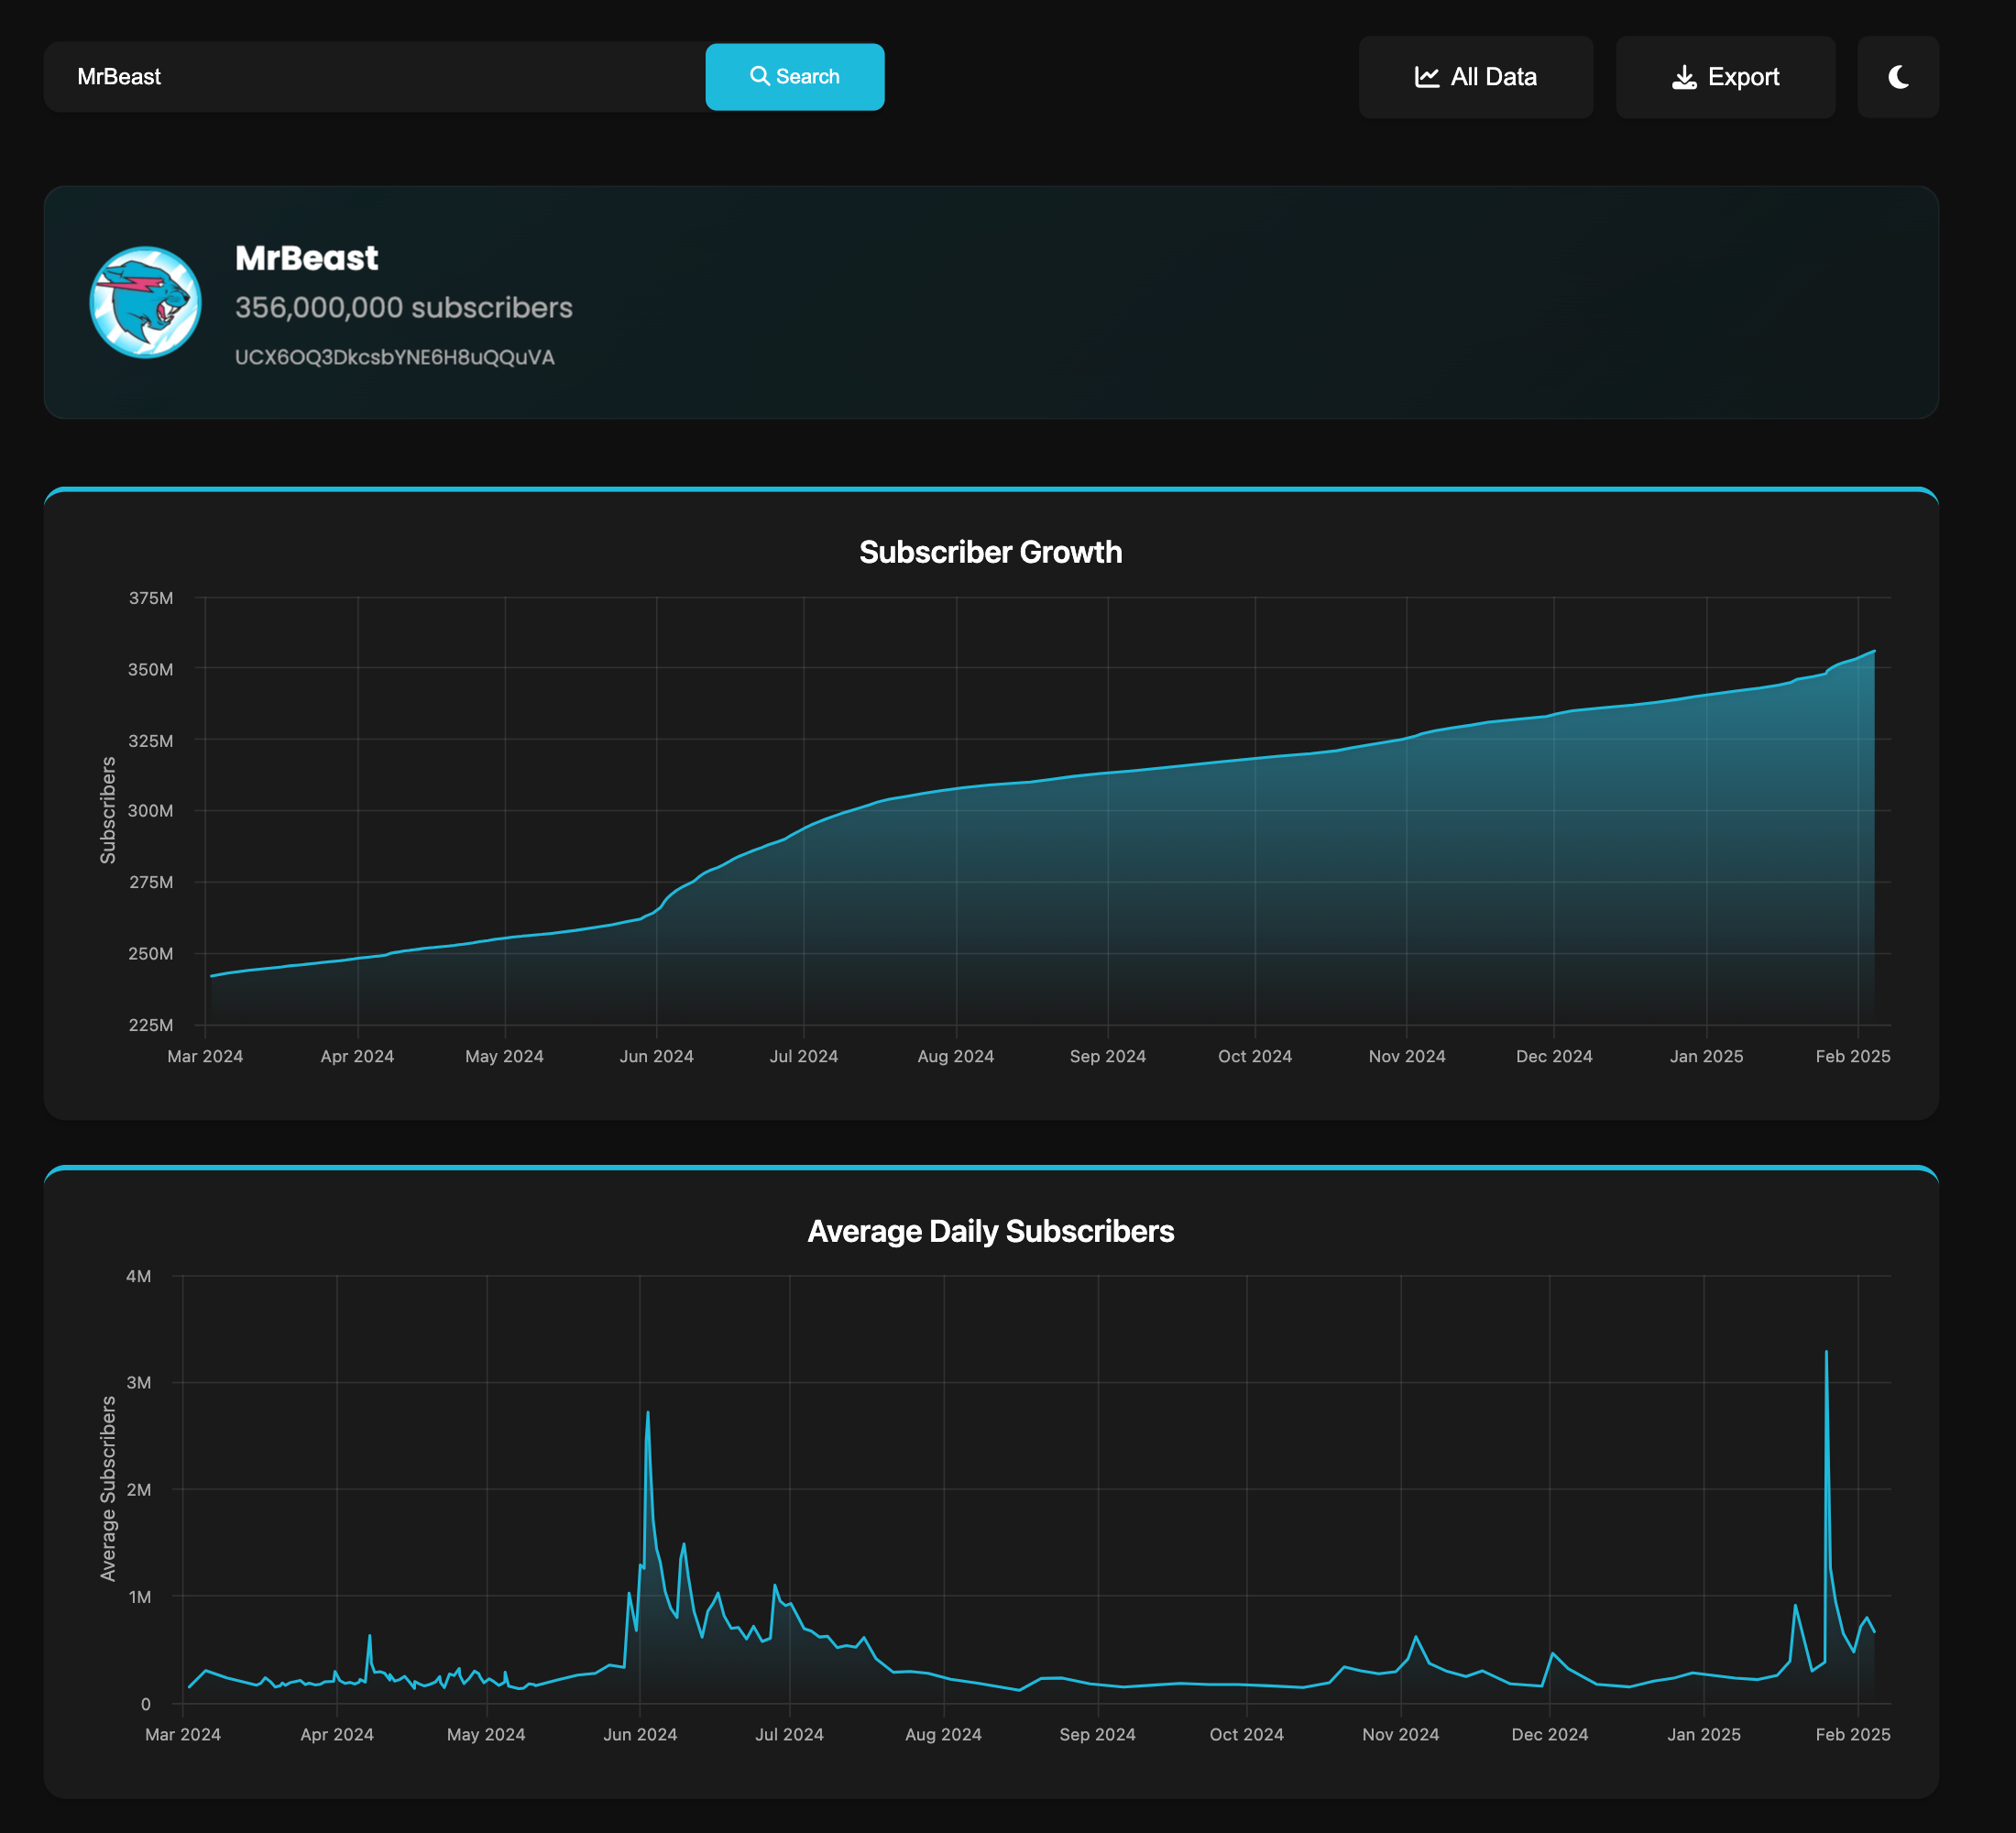 MrBeast
Search
All Data
Export
MrBeast
356,000,000 subscribers
UCX6OQ3DkcsbYNE6H8uQQuVA
Subscriber Growth
Subscribers
375M
350M
325M
300M
275M
250M
225M
Mar 2024 Apr 2024 May 2024 Jun 2024 Jul 2024 Aug 2024 Sep 2024 Oct 2024 Nov 2024 Dec 2024 Jan 2025 Feb 2025
Average Daily Subscribers
Average Subscribers
4M
3M
2M
1M
0
Mar 2024 Apr 2024 May 2024 Jun 2024 Jul 2024 Aug 2024 Sep 2024 Oct 2024 Nov 2024 Dec 2024 Jan 2025 Feb 2025